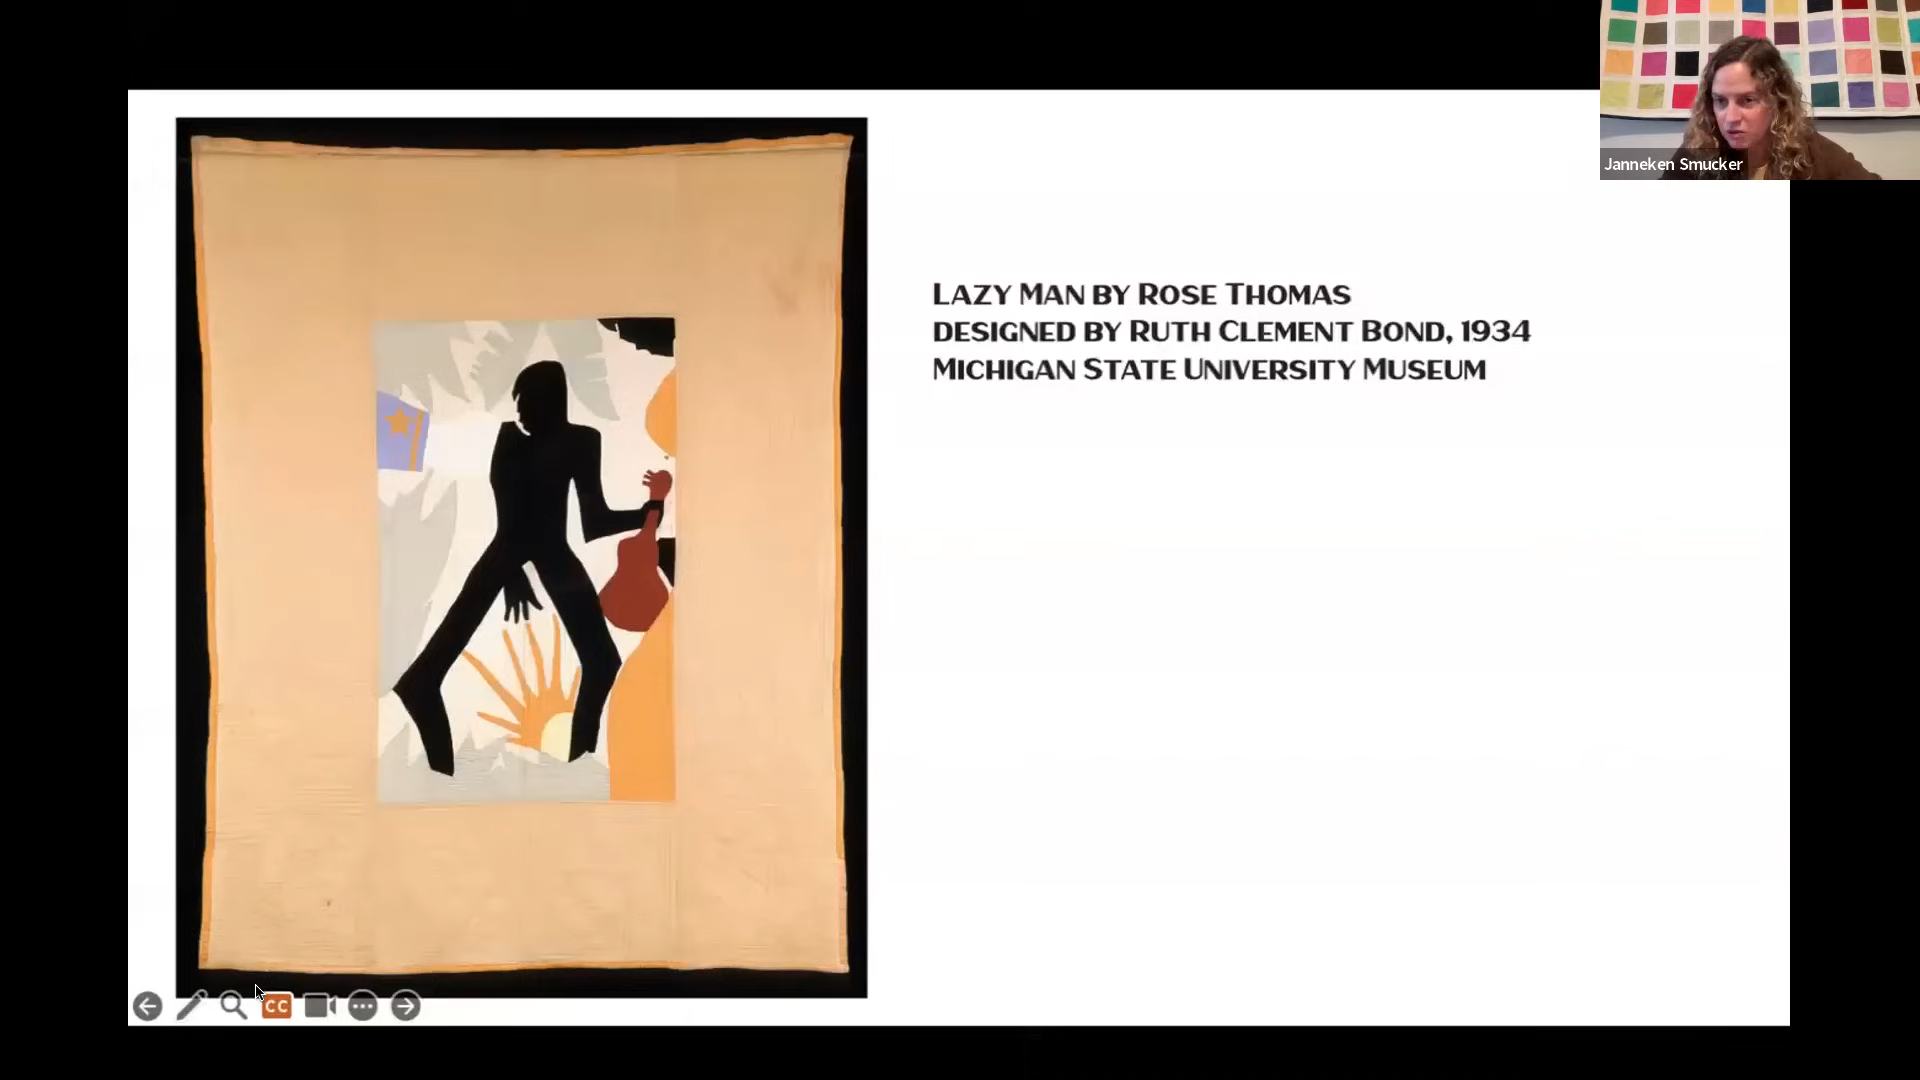 Janneken Smucker
Lazy Man by Rose Thomas
designed by Ruth Clement Bond, 1934
Michigan State University Museum
CC